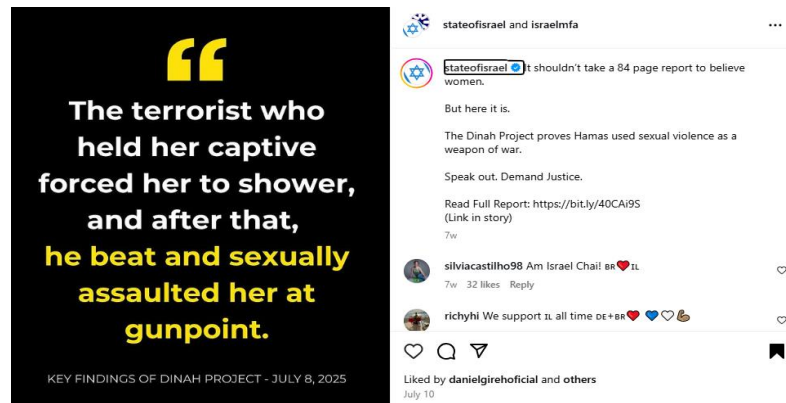 “
The terrorist who
held her captive
forced her to shower,
and after that,
he beat and sexually
assaulted her at
gunpoint.
KEY FINDINGS OF DINAH PROJECT - JULY 8, 2025
stateofisrael and israelmfa
stateofisrael It shouldn't take a 84 page report to believe
women.
But here it is.
The Dinah Project proves Hamas used sexual violence as a
weapon of war.
Speak out. Demand Justice.
Read Full Report: https://bit.ly/40CAi9S
(Link in story)
7w
silviacastilho98 Am Israel Chai! BR❤️IL
7w 32 likes Reply
richyhi We support IL all time DE+BR❤️ 💙🤍💪🏽
Liked by danielgirehoficial and others
July 10